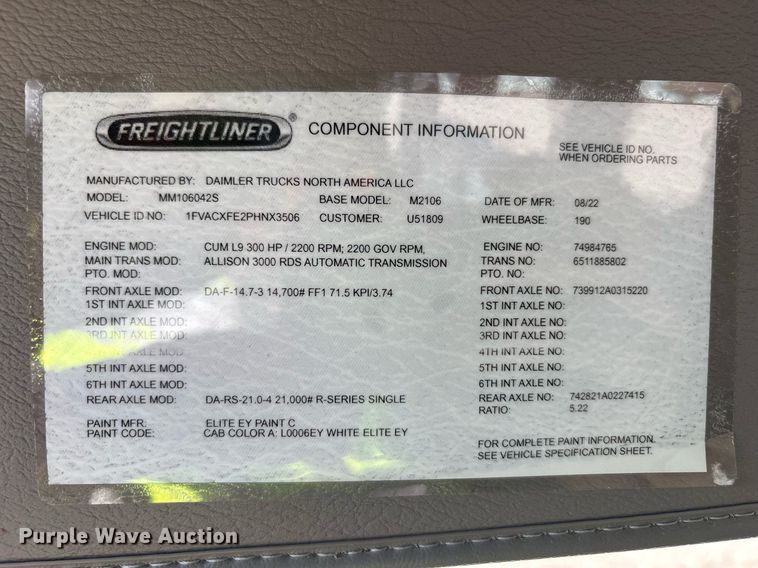 FREIGHTLINER ® COMPONENT INFORMATION
SEE VEHICLE ID NO.
WHEN ORDERING PARTS
MANUFACTURED BY: DAIMLER TRUCKS NORTH AMERICA LLC
MODEL: MM106042S BASE MODEL: M2106 DATE OF MFR: 08/22
VEHICLE ID NO: 1FVACXFE2PHNX3506 CUSTOMER: U51809 WHEELBASE: 190
ENGINE MOD: CUM L9 300 HP / 2200 RPM; 2200 GOV RPM, ENGINE NO: 74984765
MAIN TRANS MOD: ALLISON 3000 RDS AUTOMATIC TRANSMISSION TRANS NO: 6511885802
PTO. MOD: PTO. NO:
FRONT AXLE MOD: DA-F-14.7-3 14,700# FF1 71.5 KPI/3.74 FRONT AXLE NO: 739912A0315220
1ST INT AXLE MOD: 1ST INT AXLE NO:
2ND INT AXLE MOD: 2ND INT AXLE NO:
3RD INT AXLE MOD: 3RD INT AXLE NO:
4TH INT AXLE MOD: 4TH INT AXLE NO:
5TH INT AXLE MOD: 5TH INT AXLE NO:
6TH INT AXLE MOD: 6TH INT AXLE NO:
REAR AXLE MOD: DA-RS-21.0-4 21,000# R-SERIES SINGLE REAR AXLE NO: 742821A0227415
RATIO: 5.22
PAINT MFR: ELITE EY PAINT C
PAINT CODE: CAB COLOR A: L0006EY WHITE ELITE EY
FOR COMPLETE PAINT INFORMATION.
SEE VEHICLE SPECIFICATION SHEET.
Purple Wave Auction